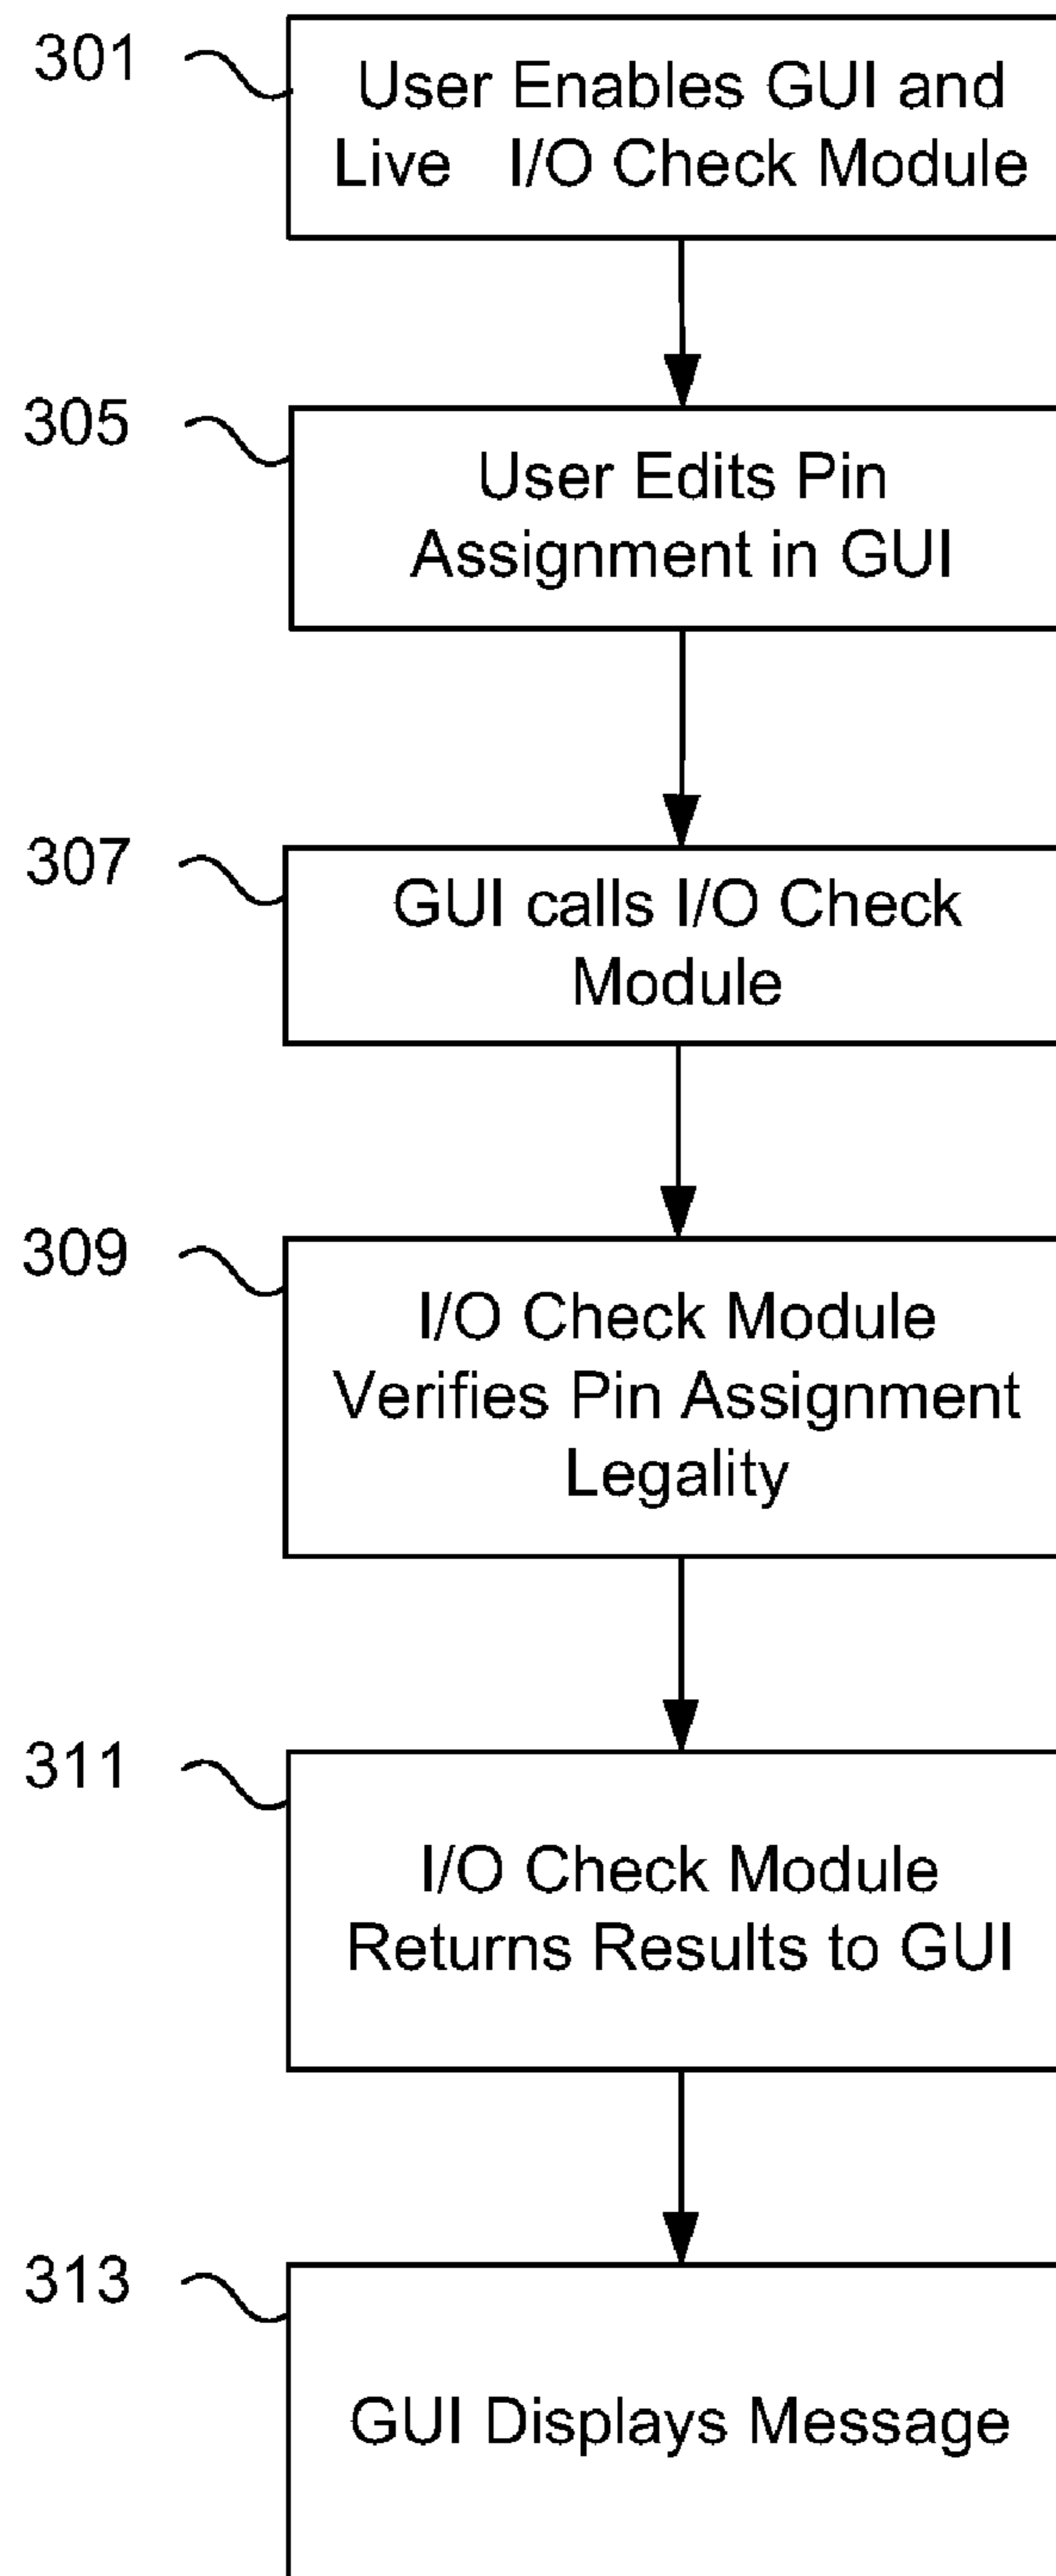 301
User Enables GUI and
Live I/O Check Module
305
User Edits Pin
Assignment in GUI
307
GUI calls I/O Check
Module
309
I/O Check Module
Verifies Pin Assignment
Legality
311
I/O Check Module
Returns Results to GUI
313
GUI Displays Message